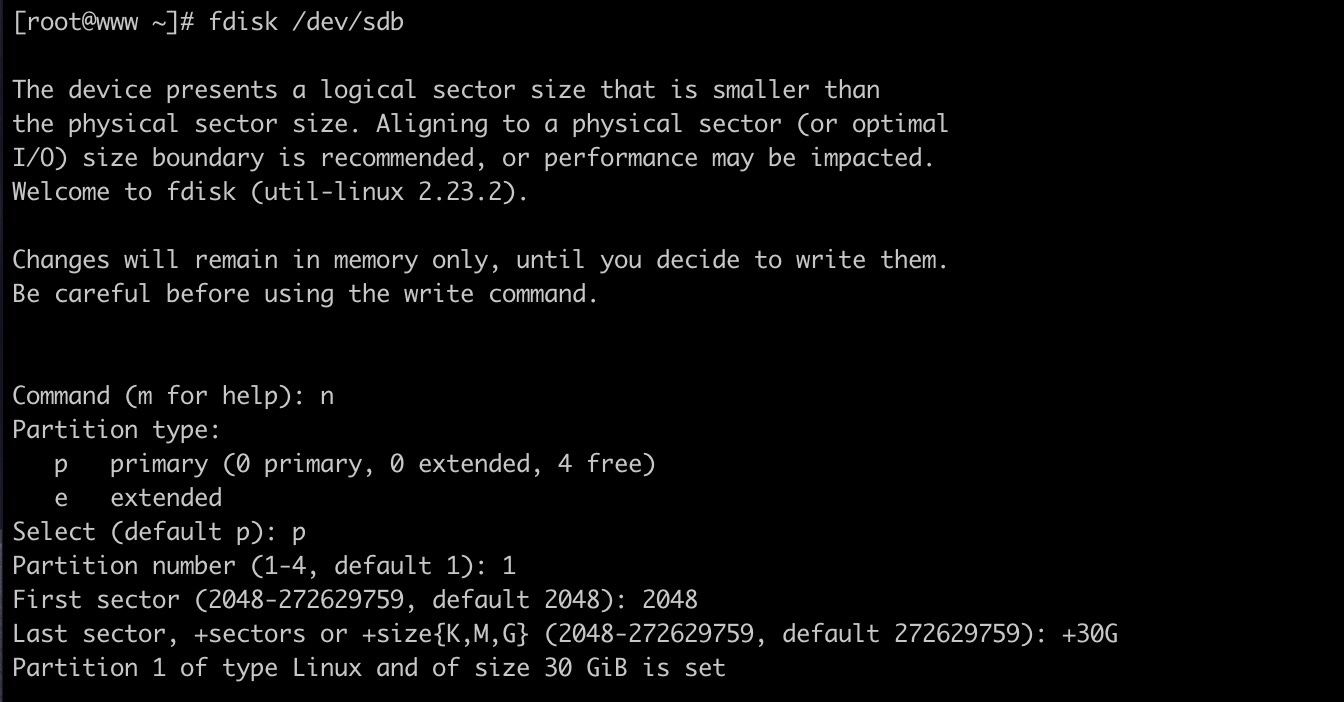 [root@www ~]# fdisk /dev/sdb
The device presents a logical sector size that is smaller than
the physical sector size. Aligning to a physical sector (or optimal
I/O) size boundary is recommended, or performance may be impacted.
Welcome to fdisk (util-linux 2.23.2).
Changes will remain in memory only, until you decide to write them.
Be careful before using the write command.
Command (m for help): n
Partition type:
   p   primary (0 primary, 0 extended, 4 free)
   e   extended
Select (default p): p
Partition number (1-4, default 1): 1
First sector (2048-272629759, default 2048): 2048
Last sector, +sectors or +size{K,M,G} (2048-272629759, default 272629759): +30G
Partition 1 of type Linux and of size 30 GiB is set